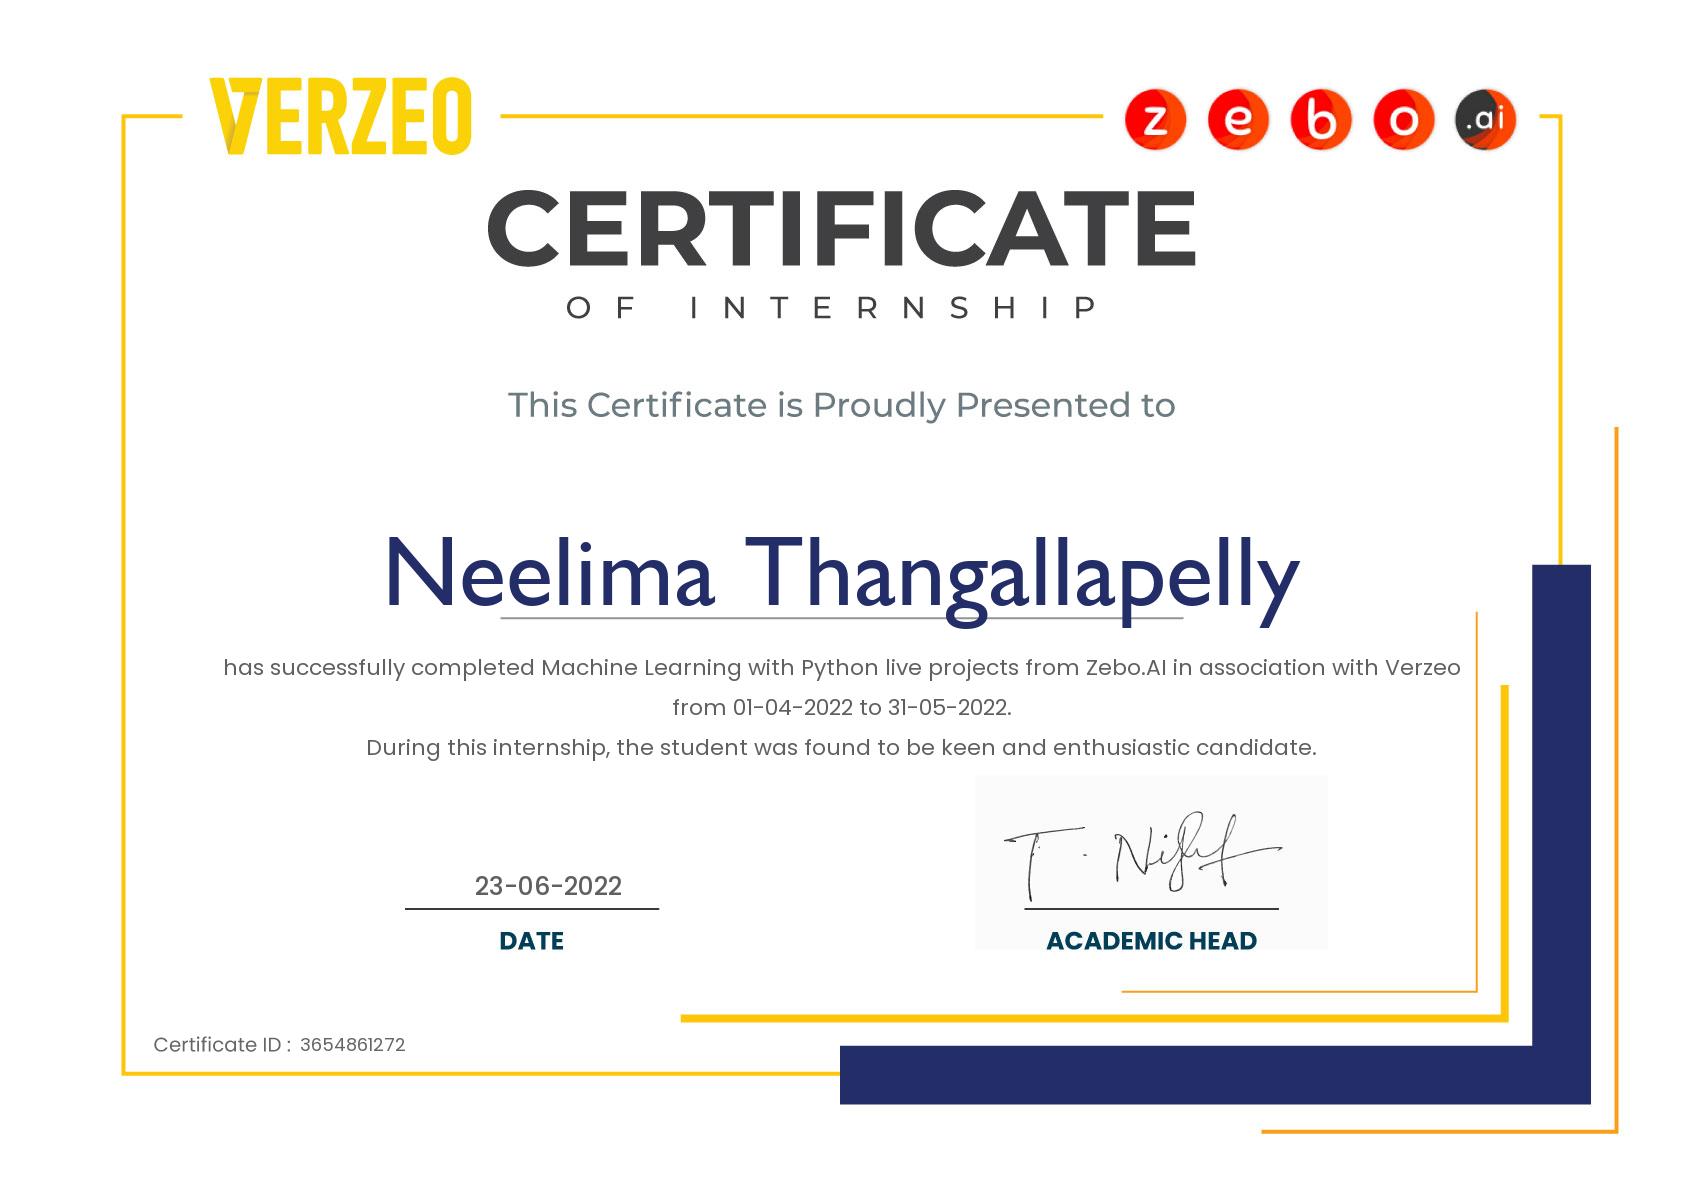 VERZEO
zebo.ai
CERTIFICATE
OF INTERNSHIP
This Certificate is Proudly Presented to
Neelima Thangallapelly
has successfully completed Machine Learning with Python live projects from Zebo.AI in association with Verzeo
from 01-04-2022 to 31-05-2022.
During this internship, the student was found to be keen and enthusiastic candidate.
23-06-2022
DATE
T.
ACADEMIC HEAD
Certificate ID : 3654861272